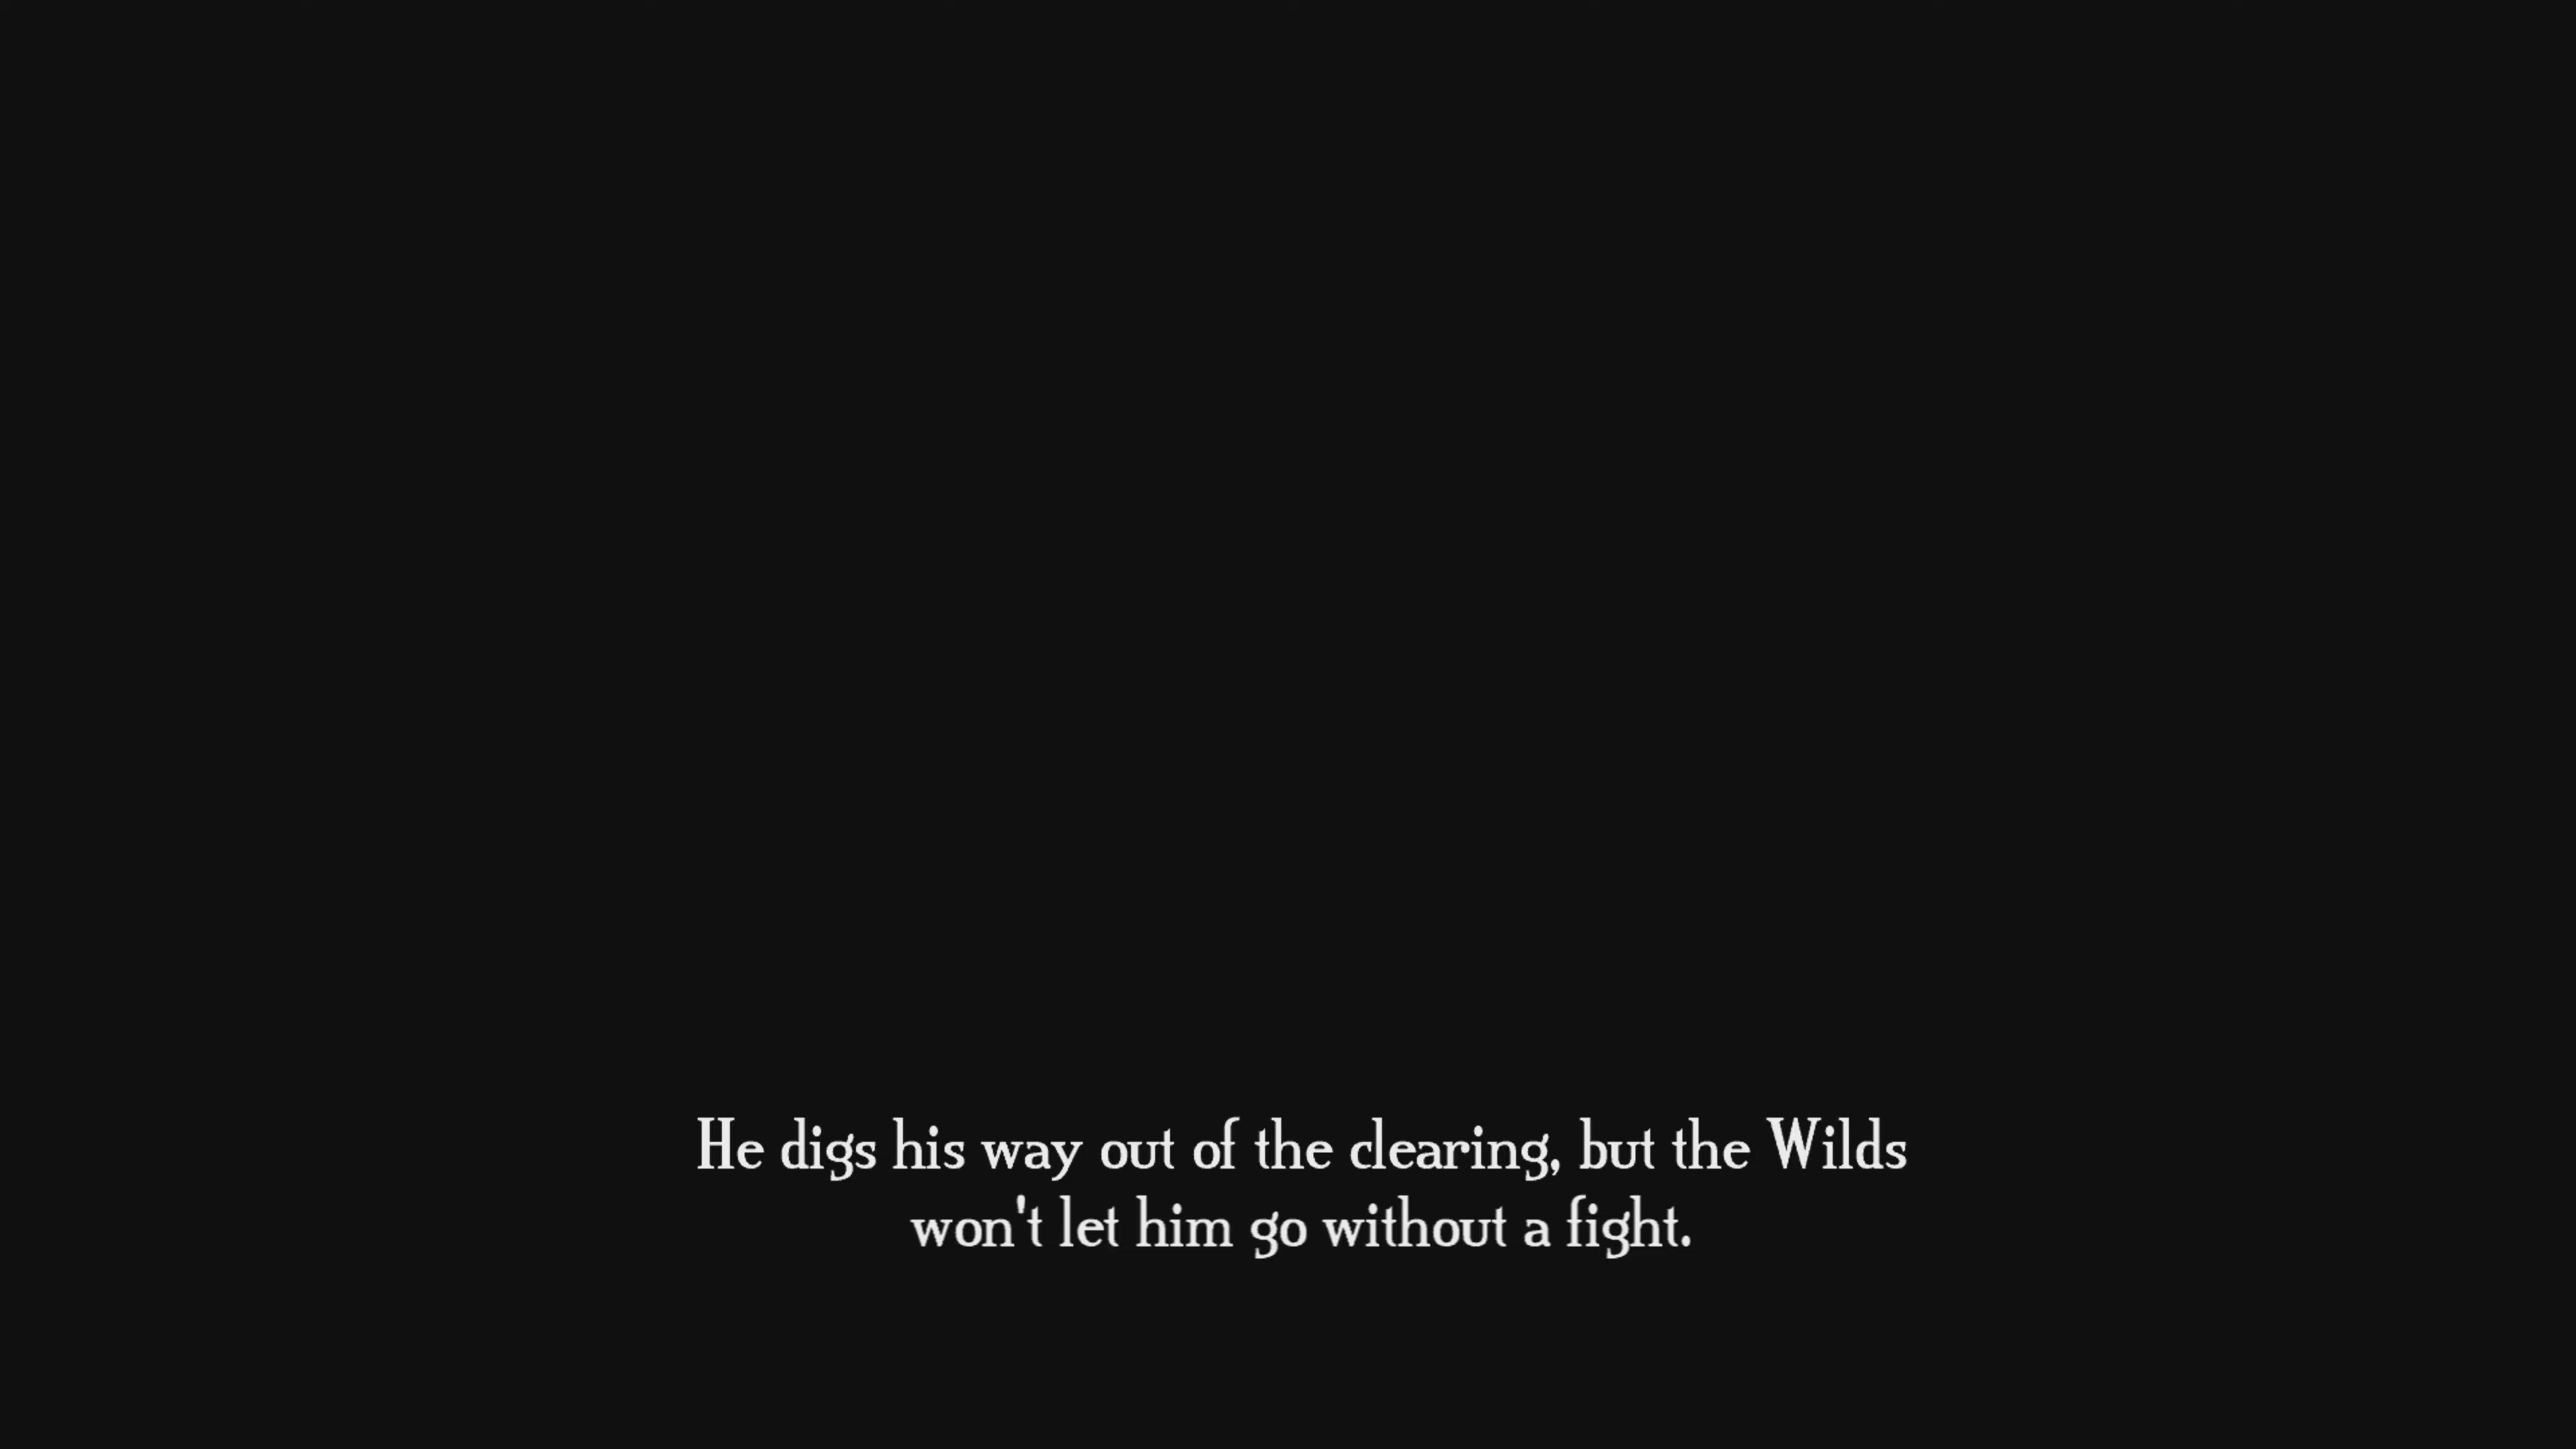 He digs his way out of the clearing, but the Wilds
won't let him go without a fight.